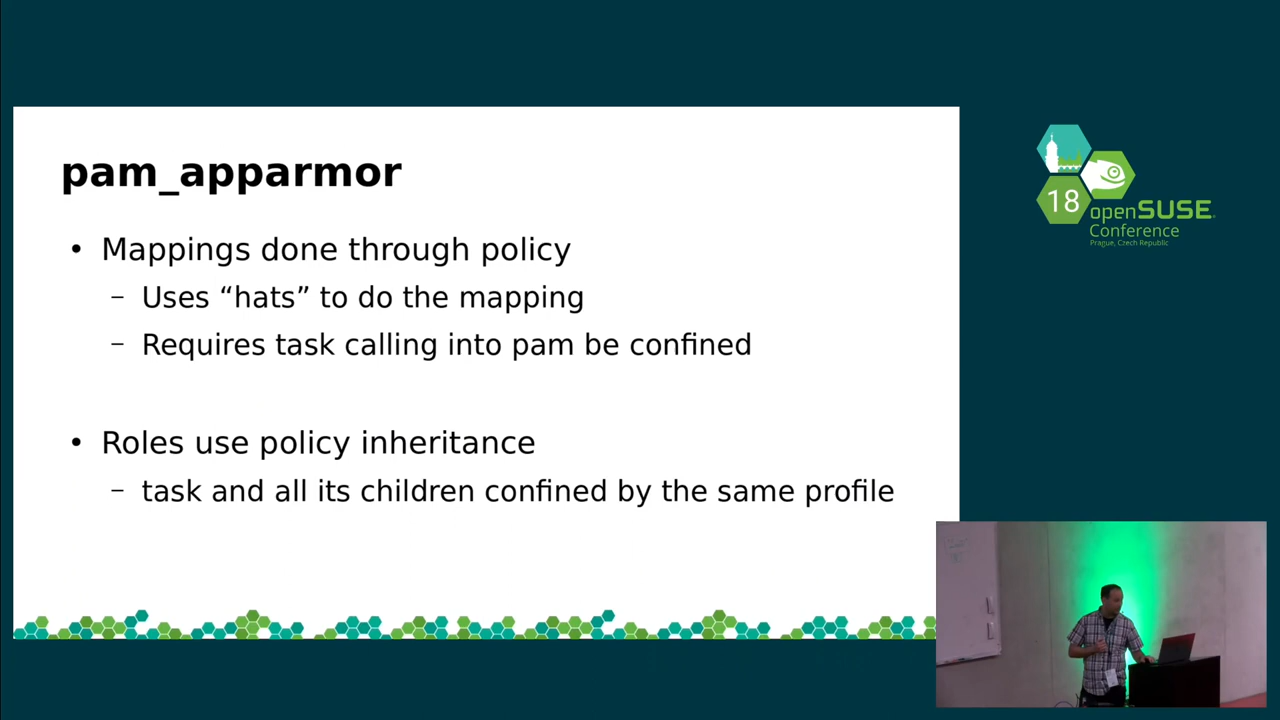 pam_apparmor
• Mappings done through policy
– Uses “hats” to do the mapping
– Requires task calling into pam be confined
• Roles use policy inheritance
– task and all its children confined by the same profile
18
openSUSE
Conference
Prague, Czech Republic